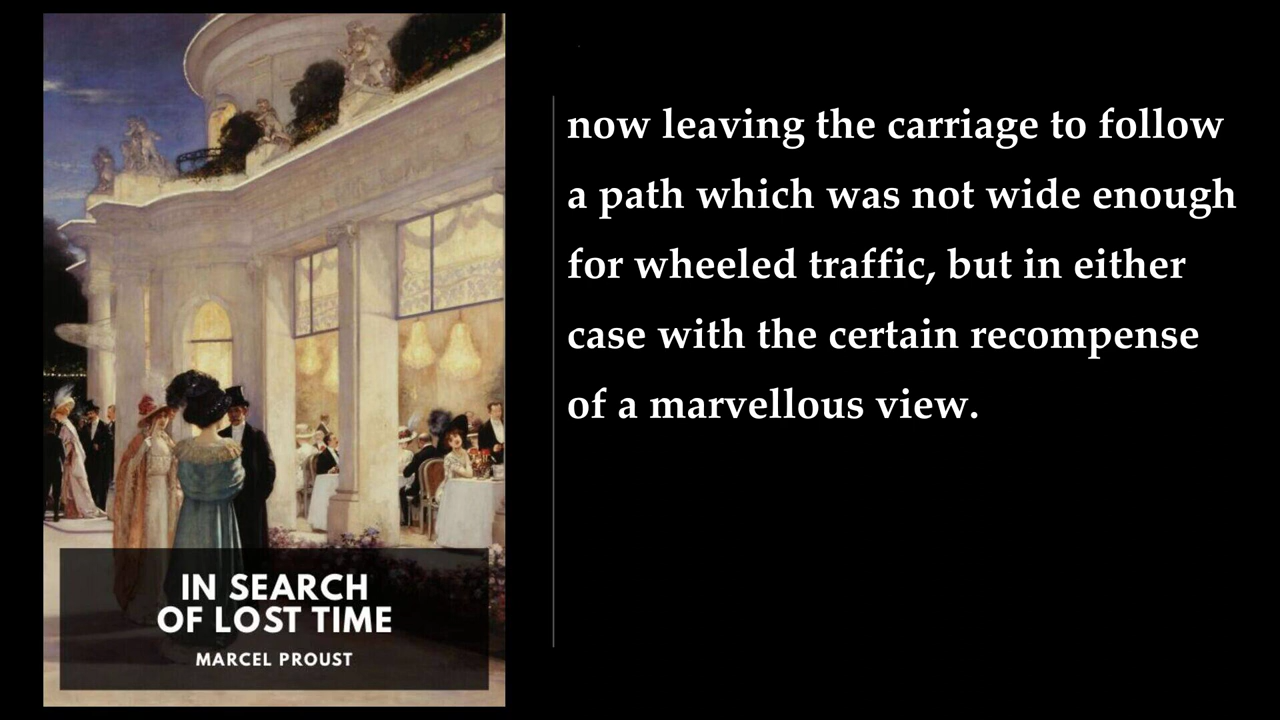 now leaving the carriage to follow
a path which was not wide enough
for wheeled traffic, but in either
case with the certain recompense
of a marvellous view.
IN SEARCH
OF LOST TIME
MARCEL PROUST